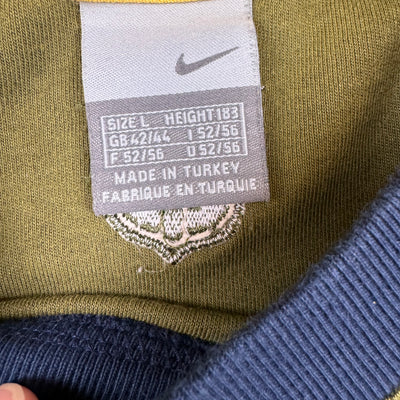 SIZE L HEIGHT 183
GB 42/44 I 52/56
F 52/56 D 52/56
MADE IN TURKEY
FABRIQUE EN TURQUIE